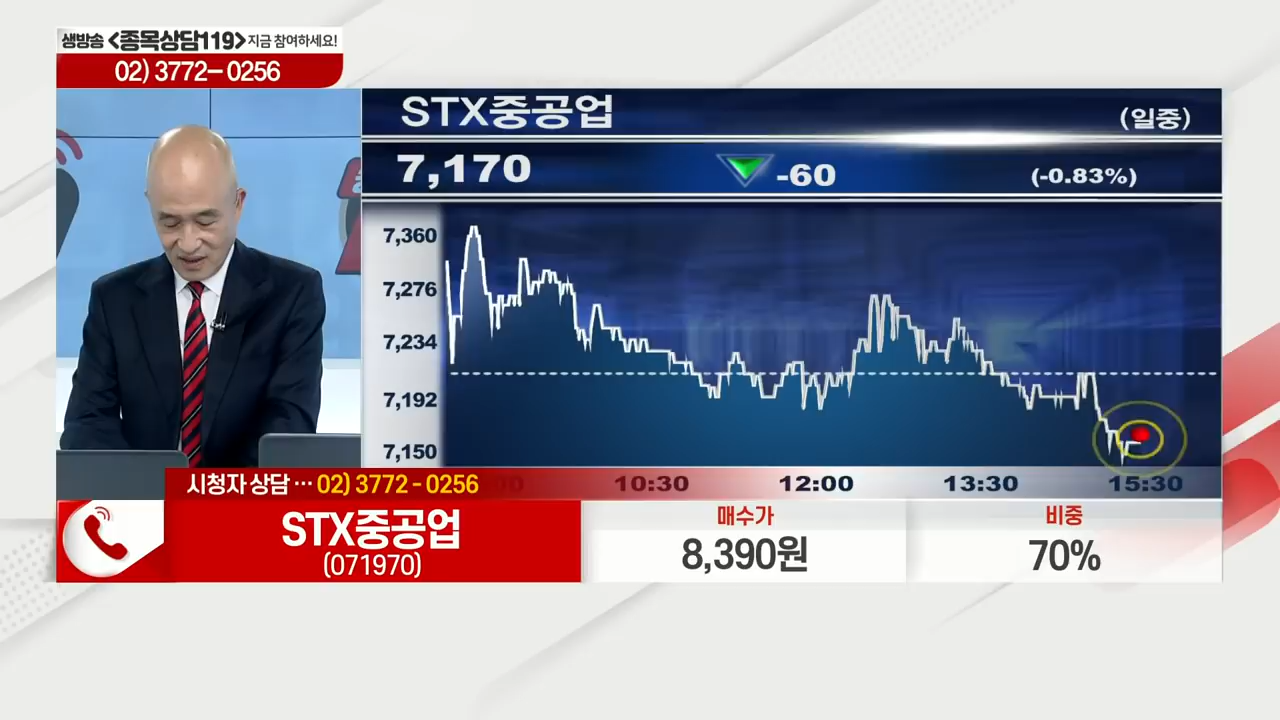 생방송 <종목상담119> 지금 참여하세요!
02) 3772-0256
STX중공업
(일중)
7,170
-60
(-0.83%)
7,360
7,276
7,234
7,192
7,150
10:30
12:00
13:30
15:30
시청자 상담 … 02) 3772 - 0256
STX중공업
(071970)
매수가
8,390원
비중
70%